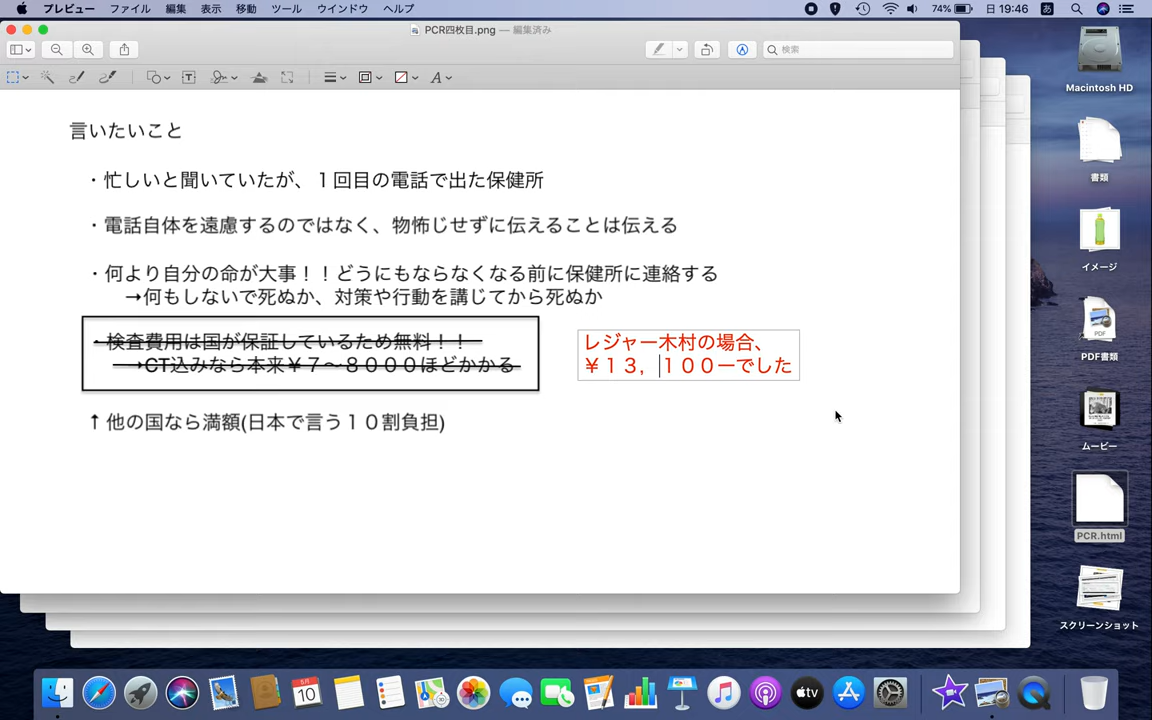 プレビュー ファイル 編集 表示 移動 ツール ウインドウ ヘルプ 74% 日 19:46 あ
PCR四枚目.png — 編集済み
検索
言いたいこと
・忙しいと聞いていたが、１回目の電話で出た保健所
・電話自体を遠慮するのではなく、物怖じせずに伝えることは伝える
・何より自分の命が大事！！どうにもならなくなる前に保健所に連絡する
→何もしないで死ぬか、対策や行動を講じてから死ぬか
・検査費用は国が保証しているため無料！！
→CT込みなら本来￥７〜８０００ほどかかる
レジャー木村の場合、
￥１３，１００ーでした
↑他の国なら満額(日本で言う１０割負担)
Macintosh HD
書類
イメージ
PDF
PDF書類
ムービー
PCR.html
スクリーンショット
5月
10
tv